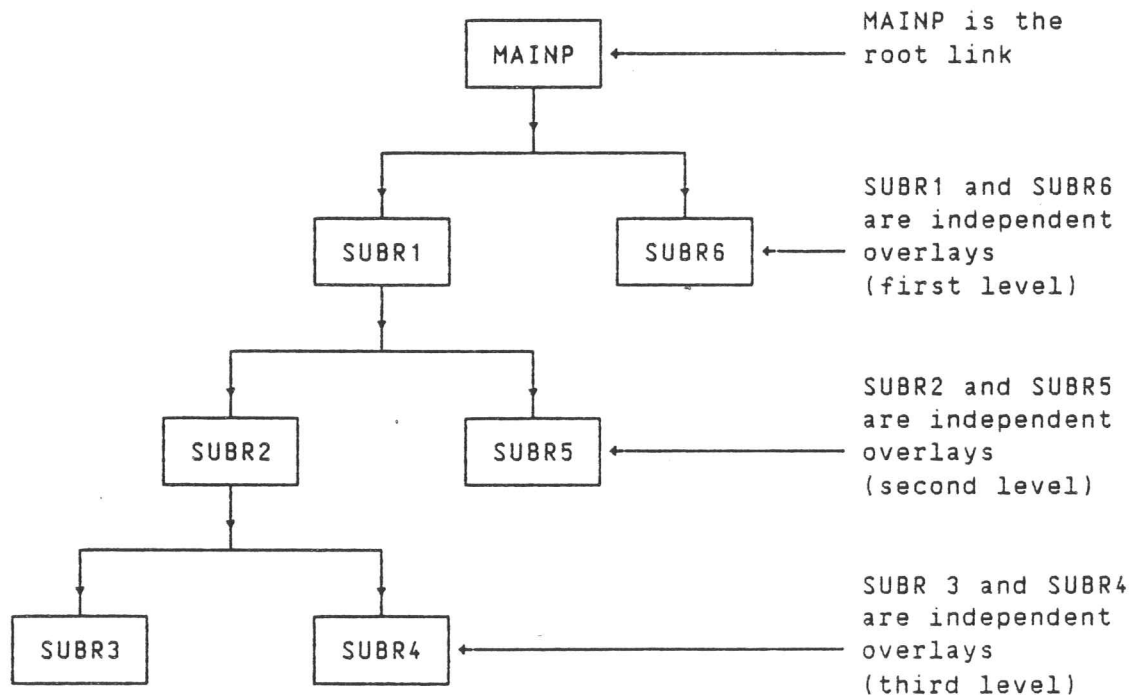 MAINP
MAINP is the
root link
SUBR1
SUBR6
SUBR1 and SUBR6
are independent
overlays
(first level)
SUBR2
SUBR5
SUBR2 and SUBR5
are independent
overlays
(second level)
SUBR3
SUBR4
SUBR 3 and SUBR4
are independent
overlays
(third level)